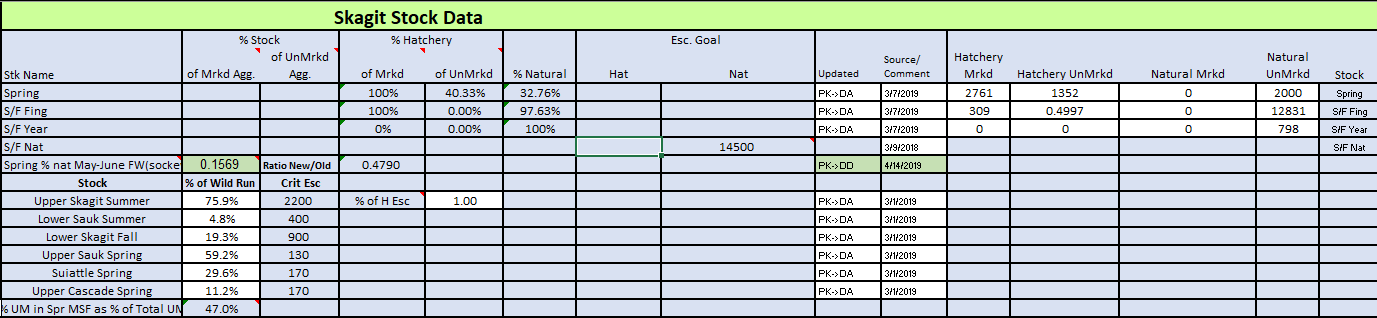 Skagit Stock Data
% Stock % Hatchery Esc. Goal
Stk Name of Mrkd Agg. of UnMrkd Agg. of Mrkd of UnMrkd % Natural Hat Nat Updated Source/ Comment Hatchery Mrkd Hatchery UnMrkd Natural Mrkd Natural UnMrkd Stock
Spring 100% 40.33% 32.76% PK->DA 3/7/2019 2761 1352 0 2000 Spring
S/F Fing 100% 0.00% 97.63% PK->DA 3/7/2019 309 0.4997 0 12831 S/F Fing
S/F Year 0% 0.00% 100% PK->DA 3/7/2019 0 0 0 798 S/F Year
S/F Nat 14500 3/9/2018 S/F Nat
Spring % nat May-June FW(socke 0.1569 Ratio New/Old 0.4790 PK->DD 4/14/2019
Stock % of Wild Run Crit Esc
Upper Skagit Summer 75.9% 2200 % of H Esc 1.00 PK->DA 3/1/2019
Lower Sauk Summer 4.8% 400 PK->DA 3/1/2019
Lower Skagit Fall 19.3% 900 PK->DA 3/1/2019
Upper Sauk Spring 59.2% 130 PK->DA 3/1/2019
Suiattle Spring 29.6% 170 PK->DA 3/1/2019
Upper Cascade Spring 11.2% 170 PK->DA 3/1/2019
% UM in Spr MSF as % of Total UM 47.0%